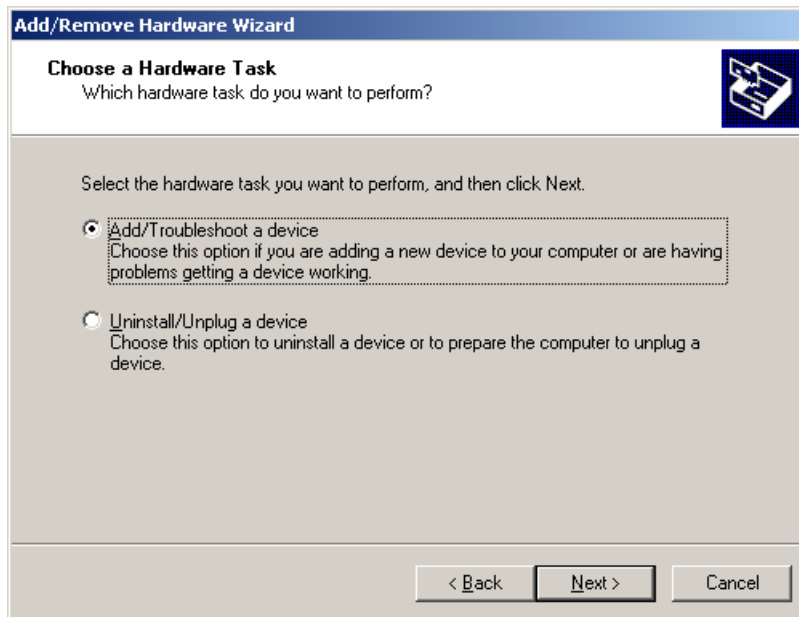 Add/Remove Hardware Wizard
Choose a Hardware Task
Which hardware task do you want to perform?
Select the hardware task you want to perform, and then click Next.
Add/Troubleshoot a device
Choose this option if you are adding a new device to your computer or are having
problems getting a device working.
Uninstall/Unplug a device
Choose this option to uninstall a device or to prepare the computer to unplug a
device.
< Back
Next >
Cancel